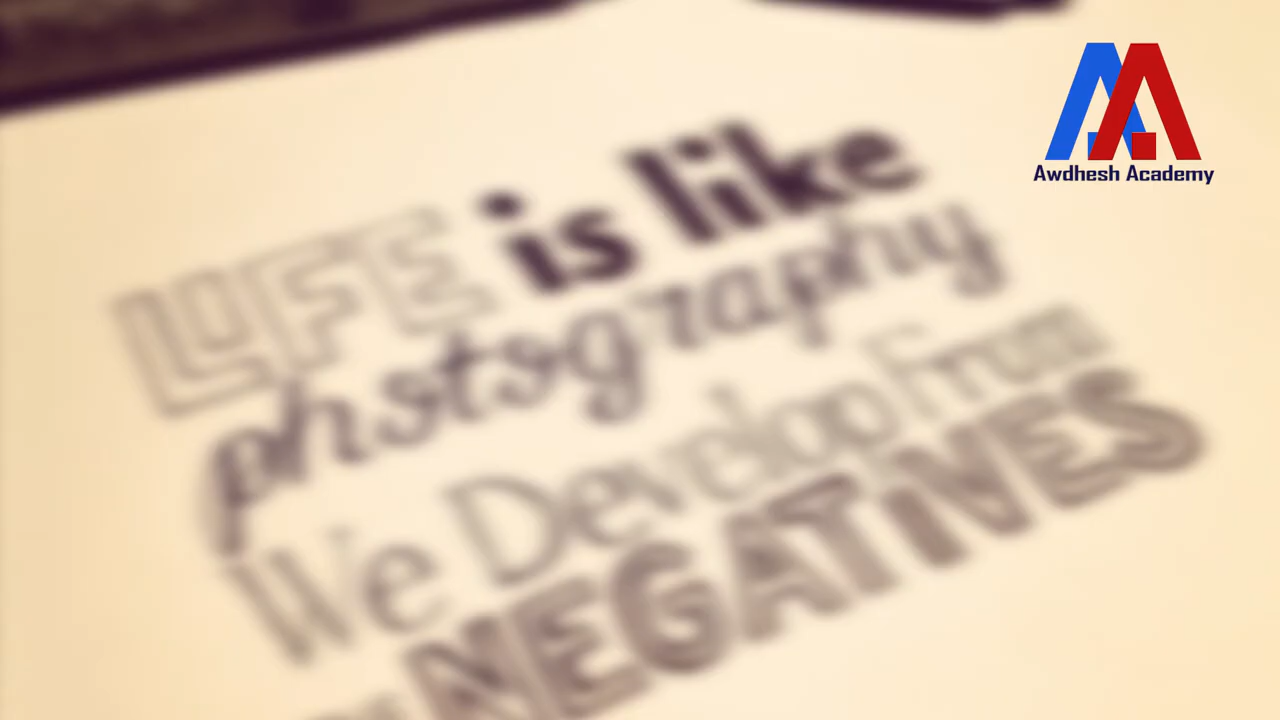 LIFE is like
photography
We Develop From
NEGATIVES
Awdhesh Academy